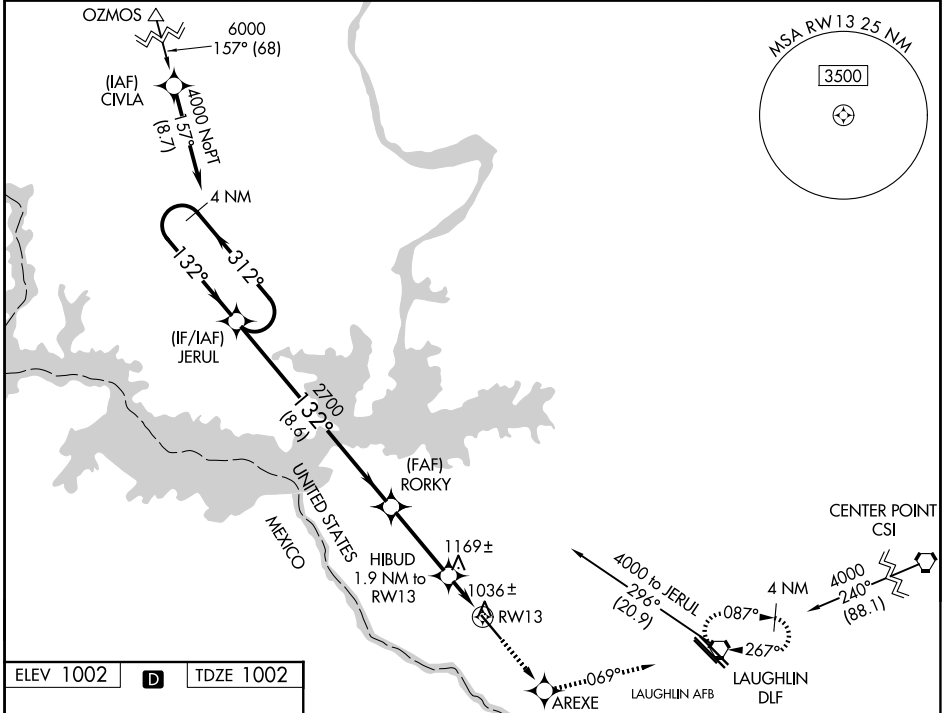 OZMOS
6000
157° (68)
(IAF)
CIVLA
4000 NoPT
157°
(8.7)
MSA RW13 25 NM
3500
4 NM
132°
312°
(IF/IAF)
JERUL
2700
132°
(8.6)
(FAF)
RORKY
UNITED STATES
MEXICO
HIBUD
1.9 NM to
RW13
1169±
1036±
RW13
CENTER POINT
CSI
4000
240°
(88.1)
4000 to JERUL
296°
(20.9)
4 NM
087°
267°
069°
AREXE
LAUGHLIN AFB
LAUGHLIN
DLF
ELEV 1002
D
TDZE 1002